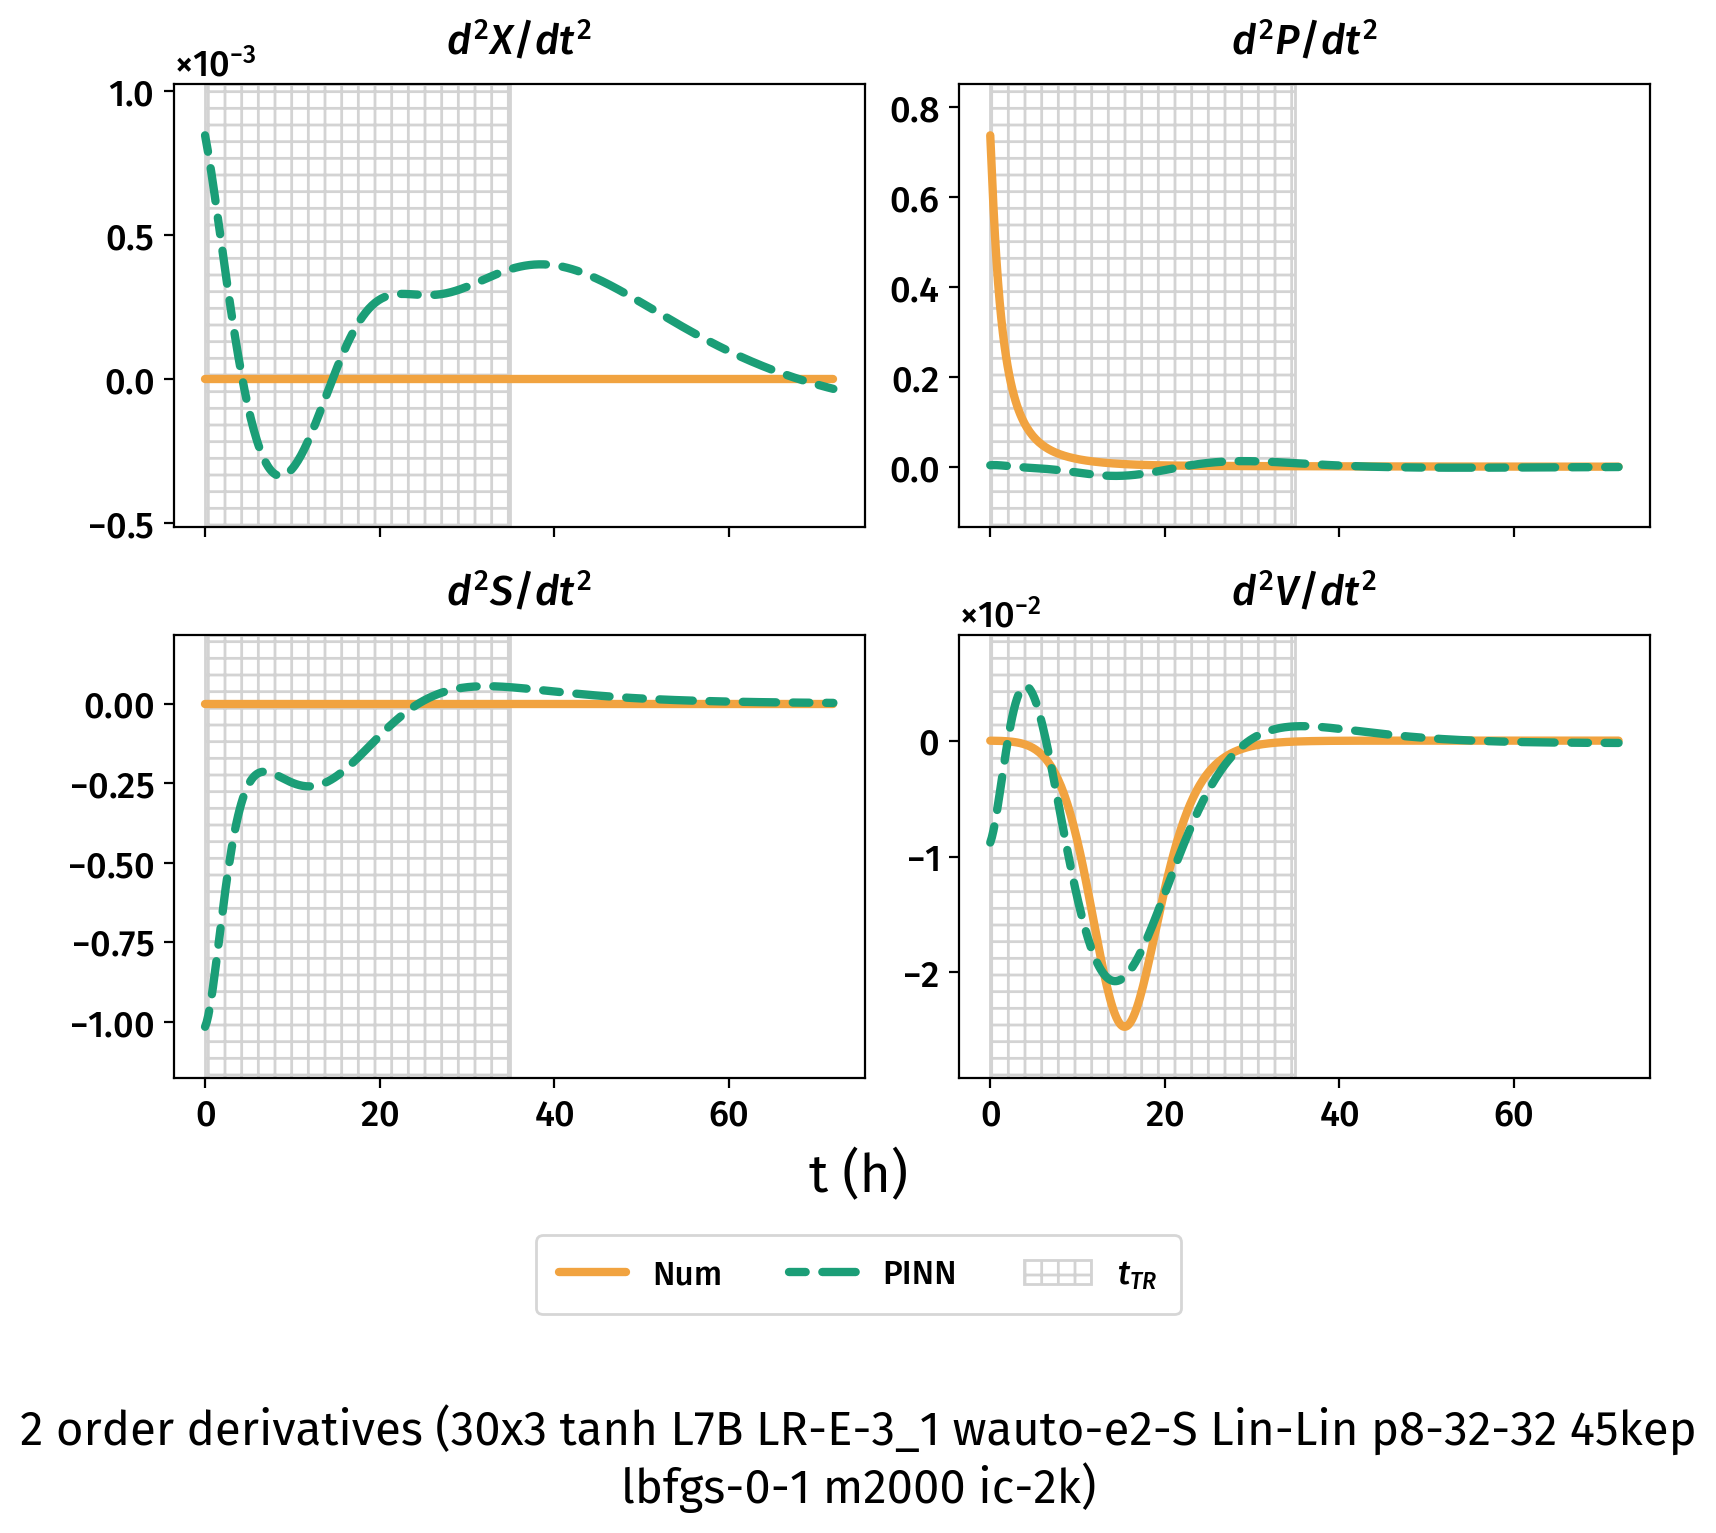 d²X/dt²
×10⁻³
1.0
0.5
0.0
−0.5
d²P/dt²
0.8
0.6
0.4
0.2
0.0
d²S/dt²
0.00
−0.25
−0.50
−0.75
−1.00
0 20 40 60
d²V/dt²
×10⁻²
0
−1
−2
0 20 40 60
t (h)
Num PINN t_TR
2 order derivatives (30x3 tanh L7B LR-E-3_1 wauto-e2-S Lin-Lin p8-32-32 45kep
lbfgs-0-1 m2000 ic-2k)